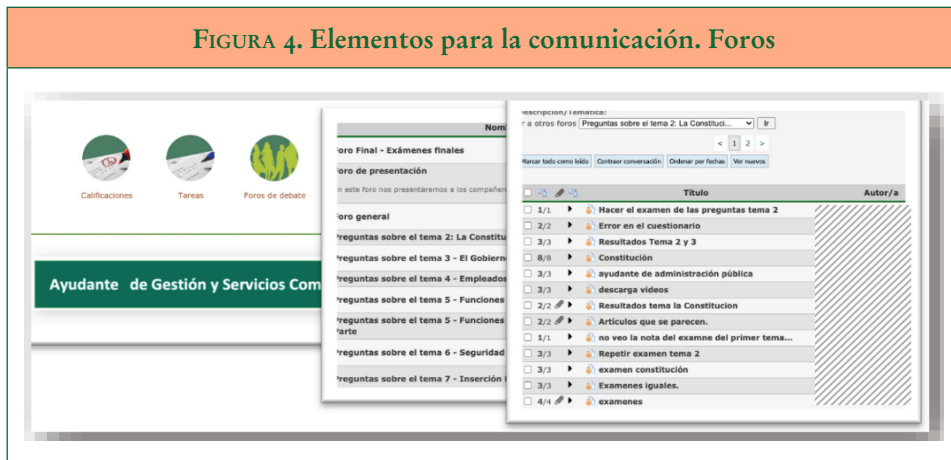 FIGURA 4. Elementos para la comunicación. Foros
Calificaciones
Tareas
Foros de debate
Ayudante de Gestión y Servicios Com
Nom
Foro Final - Exámenes finales
Foro de presentación
En este foro nos presentaremos a los compañer
Foro general
Preguntas sobre el tema 2: La Constitu
Preguntas sobre el tema 3 - El Gobiern
Preguntas sobre el tema 4 - Empleados
Preguntas sobre el tema 5 - Funciones
Preguntas sobre el tema 5 - Funciones
Parte
Preguntas sobre el tema 6 - Seguridad
Preguntas sobre el tema 7 - Inserción
Descripción/Temática:
r a otros foros Preguntas sobre el tema 2: La Constituci... Ir
< 1 2 >
Marcar todo como leído Contraer conversación Ordenar por fechas Ver nuevos
Título Autor/a
1/1 Hacer el examen de las preguntas tema 2
2/2 Error en el cuestionario
3/3 Resultados Tema 2 y 3
8/8 Constitución
3/3 ayudante de administración pública
3/3 descarga videos
2/2 Resultados tema la Constitucion
2/2 Articulos que se parecen.
1/1 no veo la nota del examne del primer tema...
3/3 Repetir examen tema 2
3/3 examen constitución
3/3 Examenes iguales.
4/4 examenes